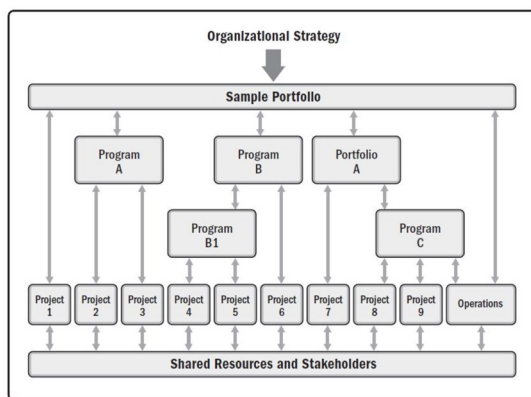 Organizational Strategy
Sample Portfolio
Program
A
Program
B
Portfolio
A
Program
B1
Program
C
Project
1
Project
2
Project
3
Project
4
Project
5
Project
6
Project
7
Project
8
Project
9
Operations
Shared Resources and Stakeholders